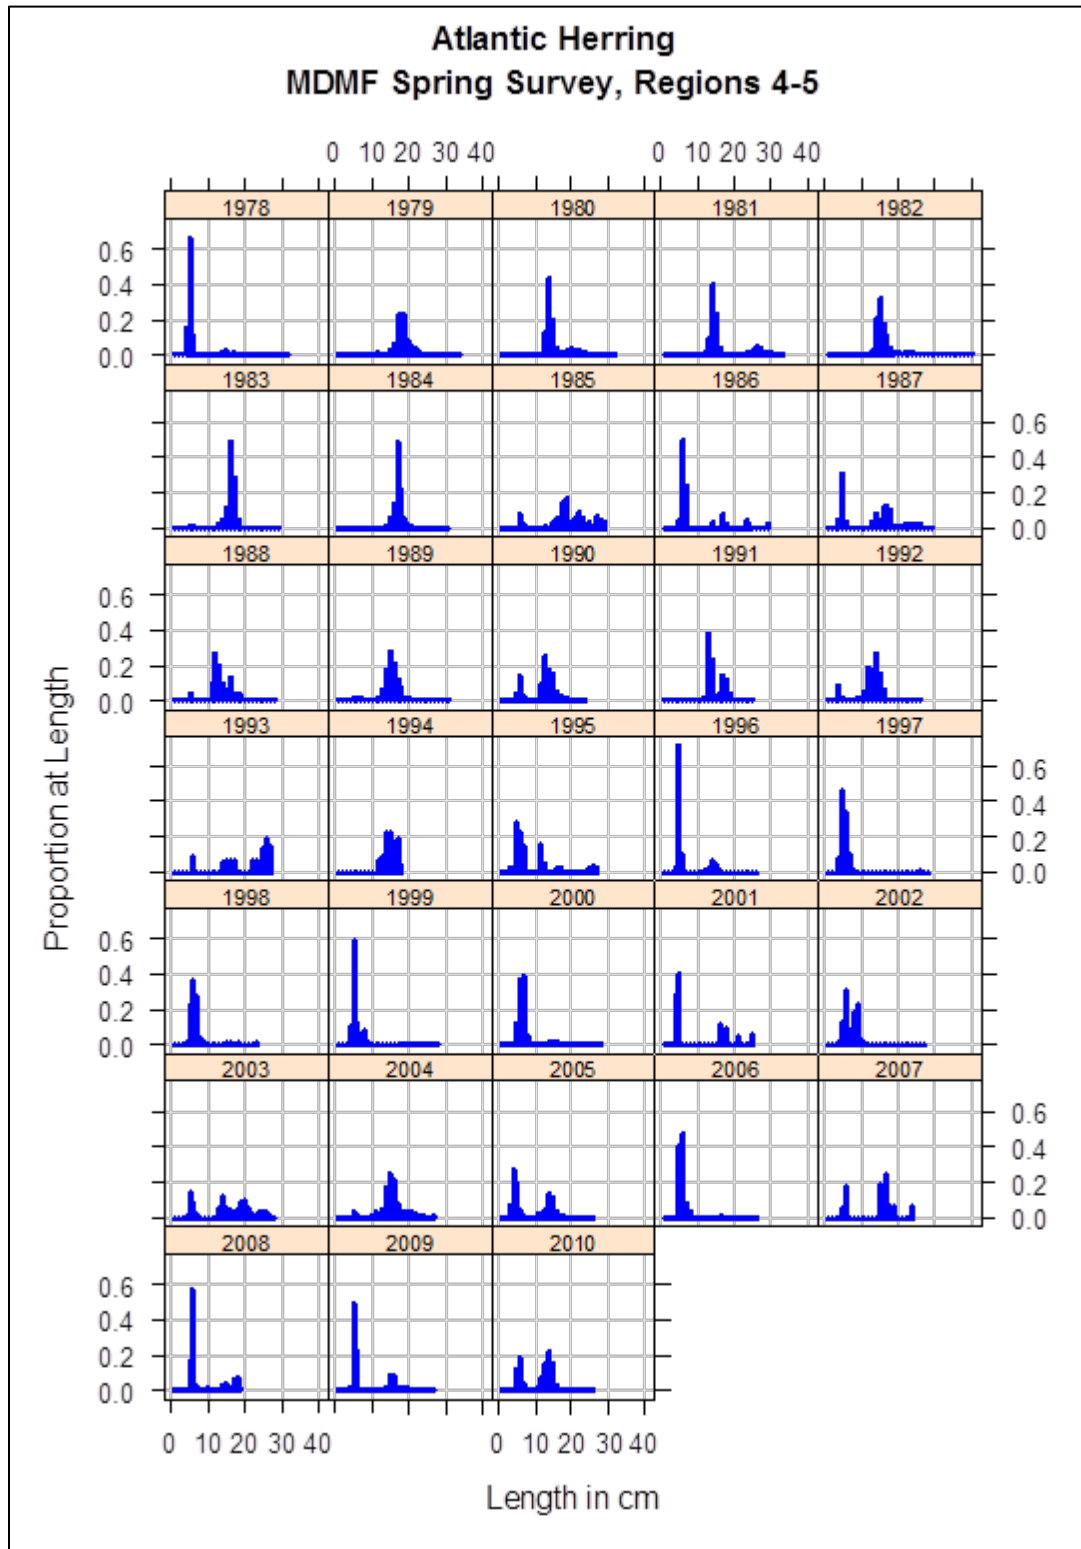 Atlantic Herring
MDMF Spring Survey, Regions 4-5
0 10 20 30 40 0 10 20 30 40
1978 1979 1980 1981 1982
0.6
0.4
0.2
0.0
1983 1984 1985 1986 1987
0.6
0.4
0.2
0.0
1988 1989 1990 1991 1992
0.6
0.4
0.2
0.0
1993 1994 1995 1996 1997
0.6
0.4
0.2
0.0
1998 1999 2000 2001 2002
0.6
0.4
0.2
0.0
2003 2004 2005 2006 2007
0.6
0.4
0.2
0.0
2008 2009 2010
0.6
0.4
0.2
0.0
Proportion at Length
0 10 20 30 40 0 10 20 30 40
Length in cm